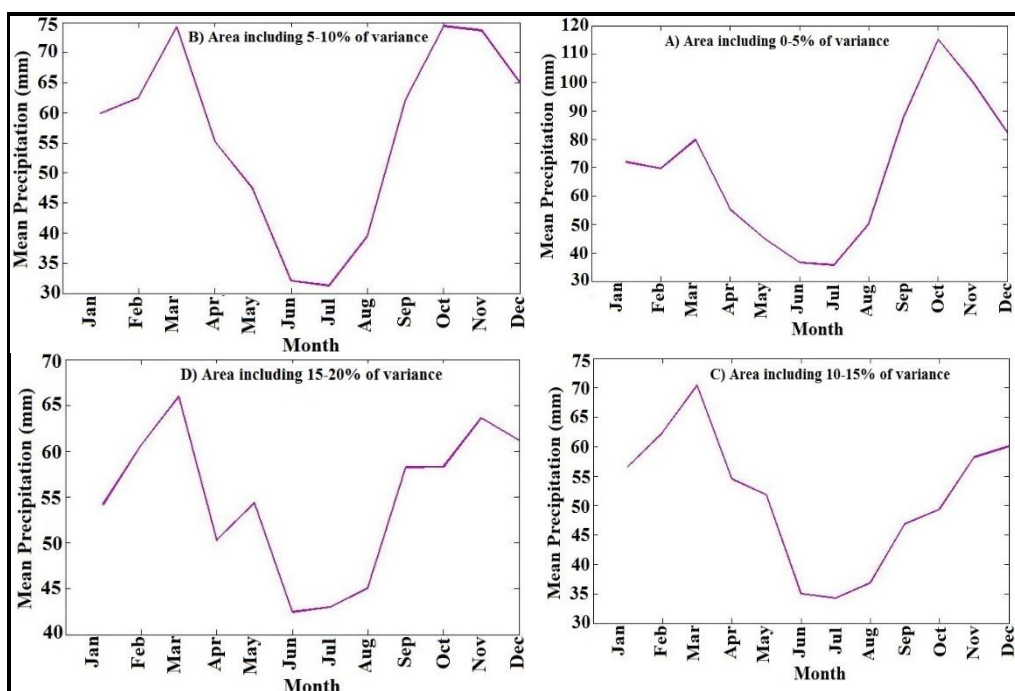 B) Area including 5-10% of variance
Mean Precipitation (mm)
75
70
65
60
55
50
45
40
35
30
Jan
Feb
Mar
Apr
May
Jun
Jul
Aug
Sep
Oct
Nov
Dec
Month
A) Area including 0-5% of variance
Mean Precipitation (mm)
120
110
100
90
80
70
60
50
40
30
Jan
Feb
Mar
Apr
May
Jun
Jul
Aug
Sep
Oct
Nov
Dec
Month
D) Area including 15-20% of variance
Mean Precipitation (mm)
70
65
60
55
50
45
40
Jan
Feb
Mar
Apr
May
Jun
Jul
Aug
Sep
Oct
Nov
Dec
Month
C) Area including 10-15% of variance
Mean Precipitation (mm)
75
70
65
60
55
50
45
40
35
30
Jan
Feb
Mar
Apr
May
Jun
Jul
Aug
Sep
Oct
Nov
Dec
Month